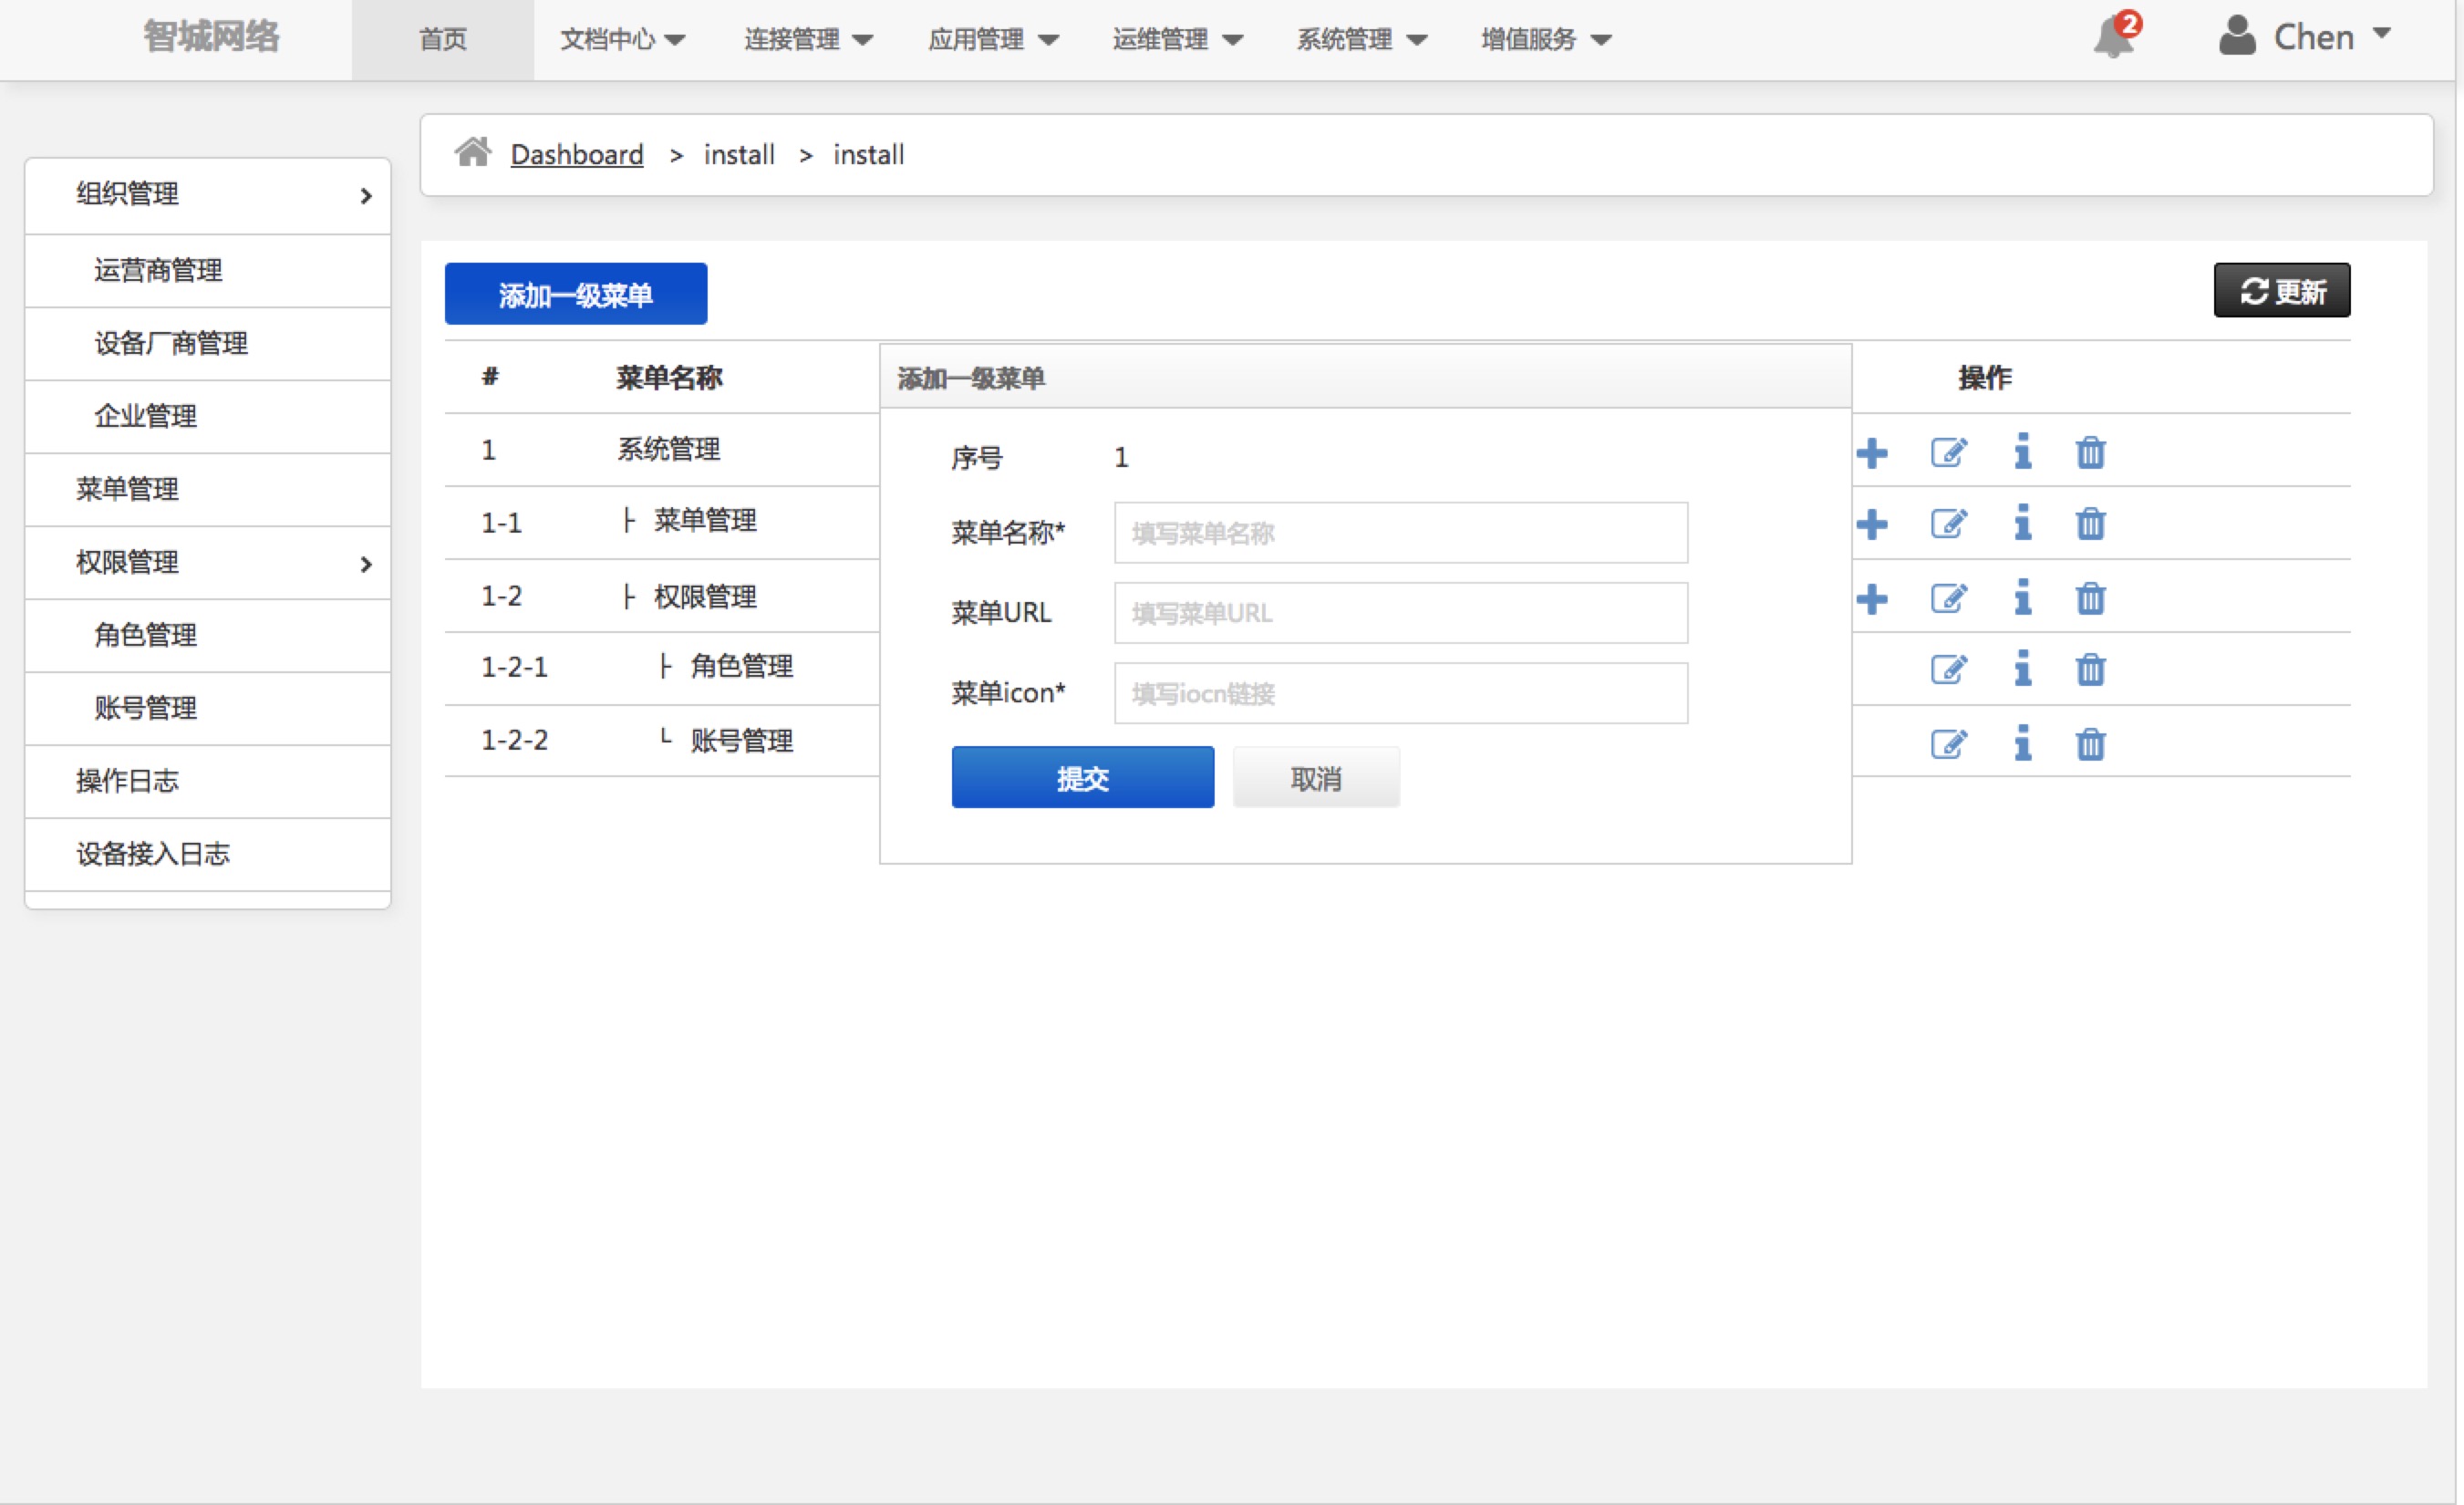 智城网络 首页 文档中心 连接管理 应用管理 运维管理 系统管理 增值服务 2 Chen
Dashboard > install > install
组织管理
运营商管理
设备厂商管理
企业管理
菜单管理
权限管理
角色管理
账号管理
操作日志
设备接入日志
添加一级菜单 更新
# 菜单名称 操作
1 系统管理
1-1 ├ 菜单管理
1-2 ├ 权限管理
1-2-1 ├ 角色管理
1-2-2 └ 账号管理
添加一级菜单
序号 1
菜单名称* 填写菜单名称
菜单URL 填写菜单URL
菜单icon* 填写iocn链接
提交 取消